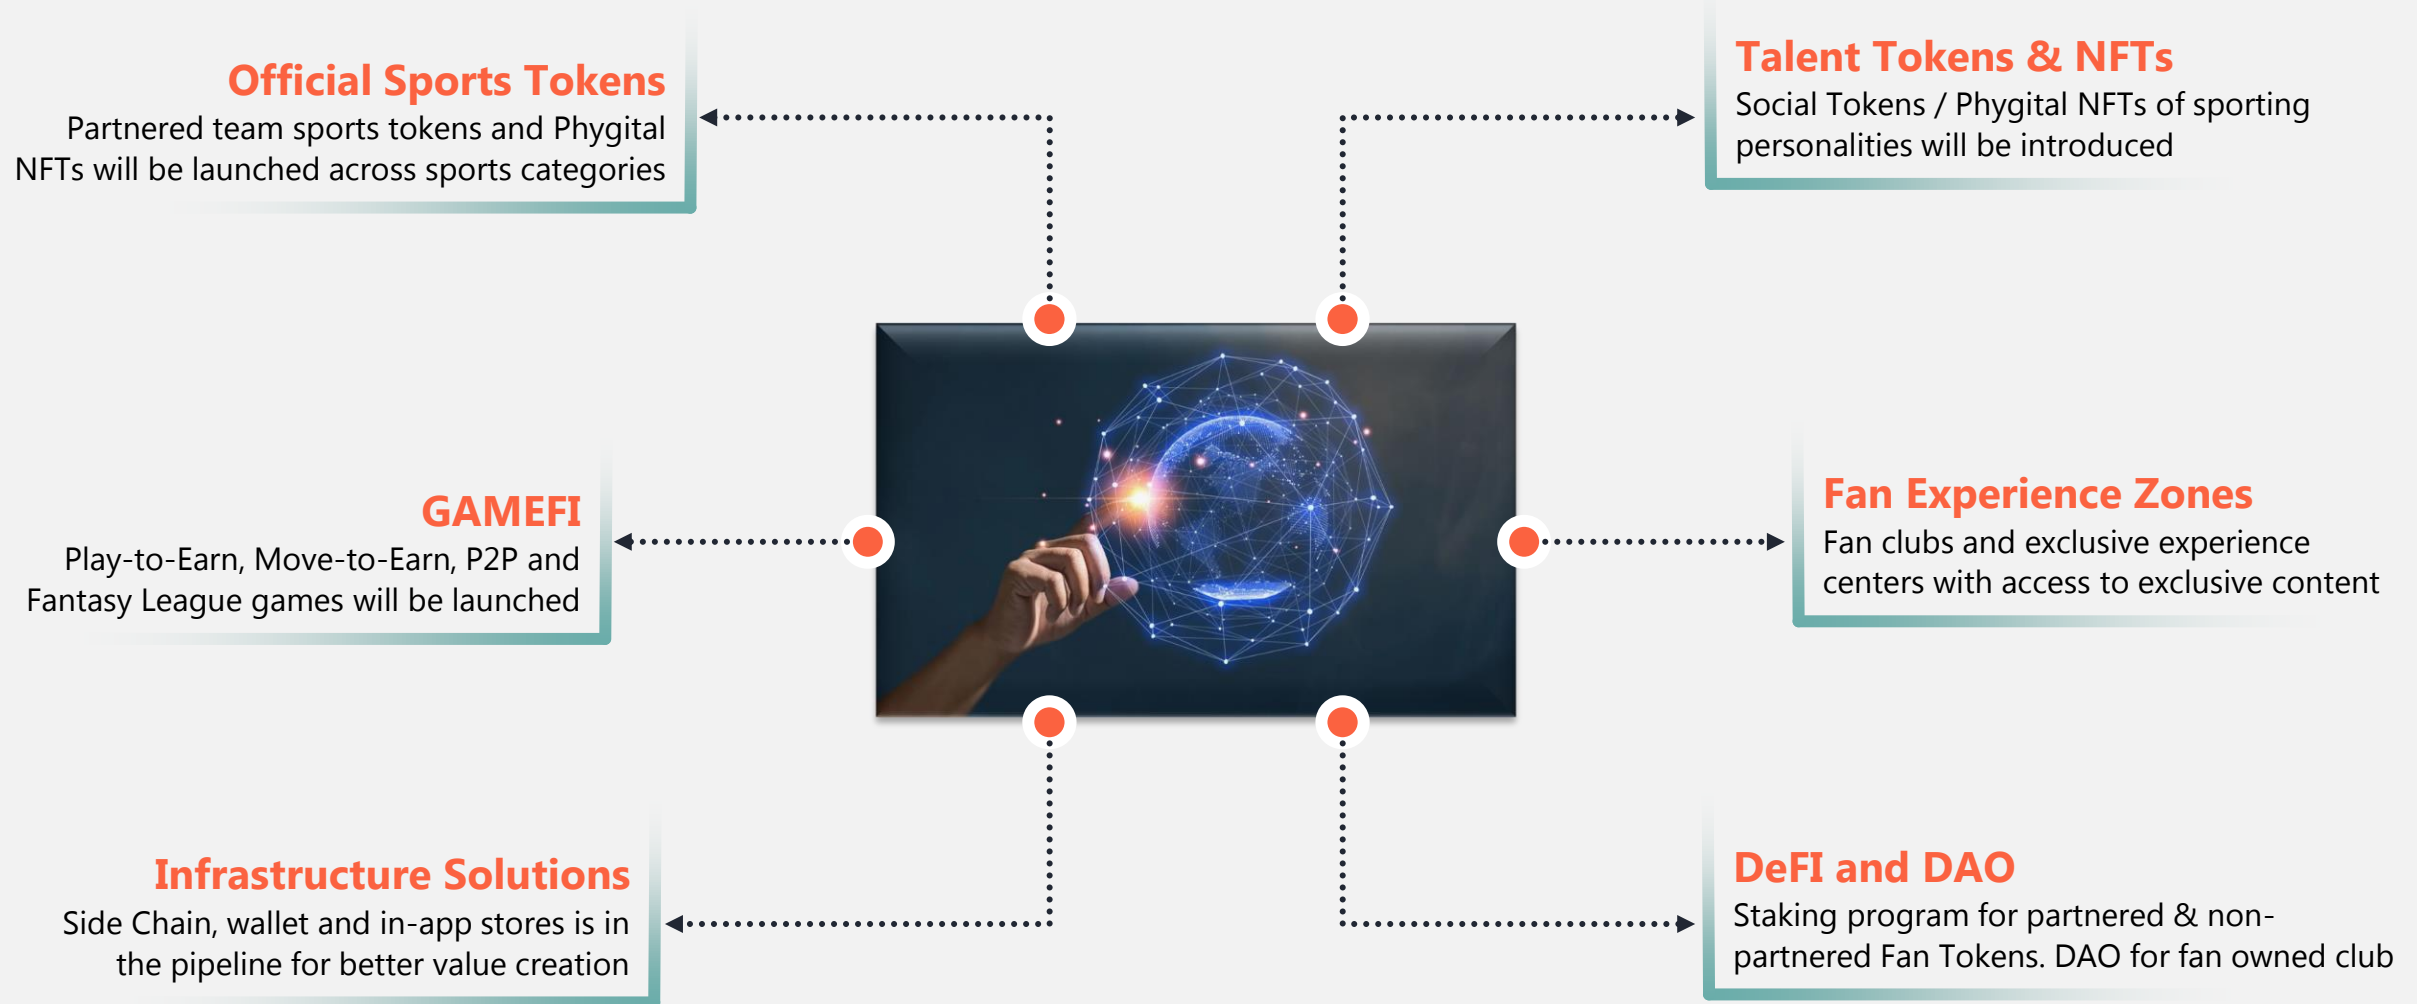 Official Sports Tokens
Partnered team sports tokens and Phygital
NFTs will be launched across sports categories
Talent Tokens & NFTs
Social Tokens / Phygital NFTs of sporting
personalities will be introduced
GAMEFI
Play-to-Earn, Move-to-Earn, P2P and
Fantasy League games will be launched
Fan Experience Zones
Fan clubs and exclusive experience
centers with access to exclusive content
Infrastructure Solutions
Side Chain, wallet and in-app stores is in
the pipeline for better value creation
DeFI and DAO
Staking program for partnered & non-
partnered Fan Tokens. DAO for fan owned club